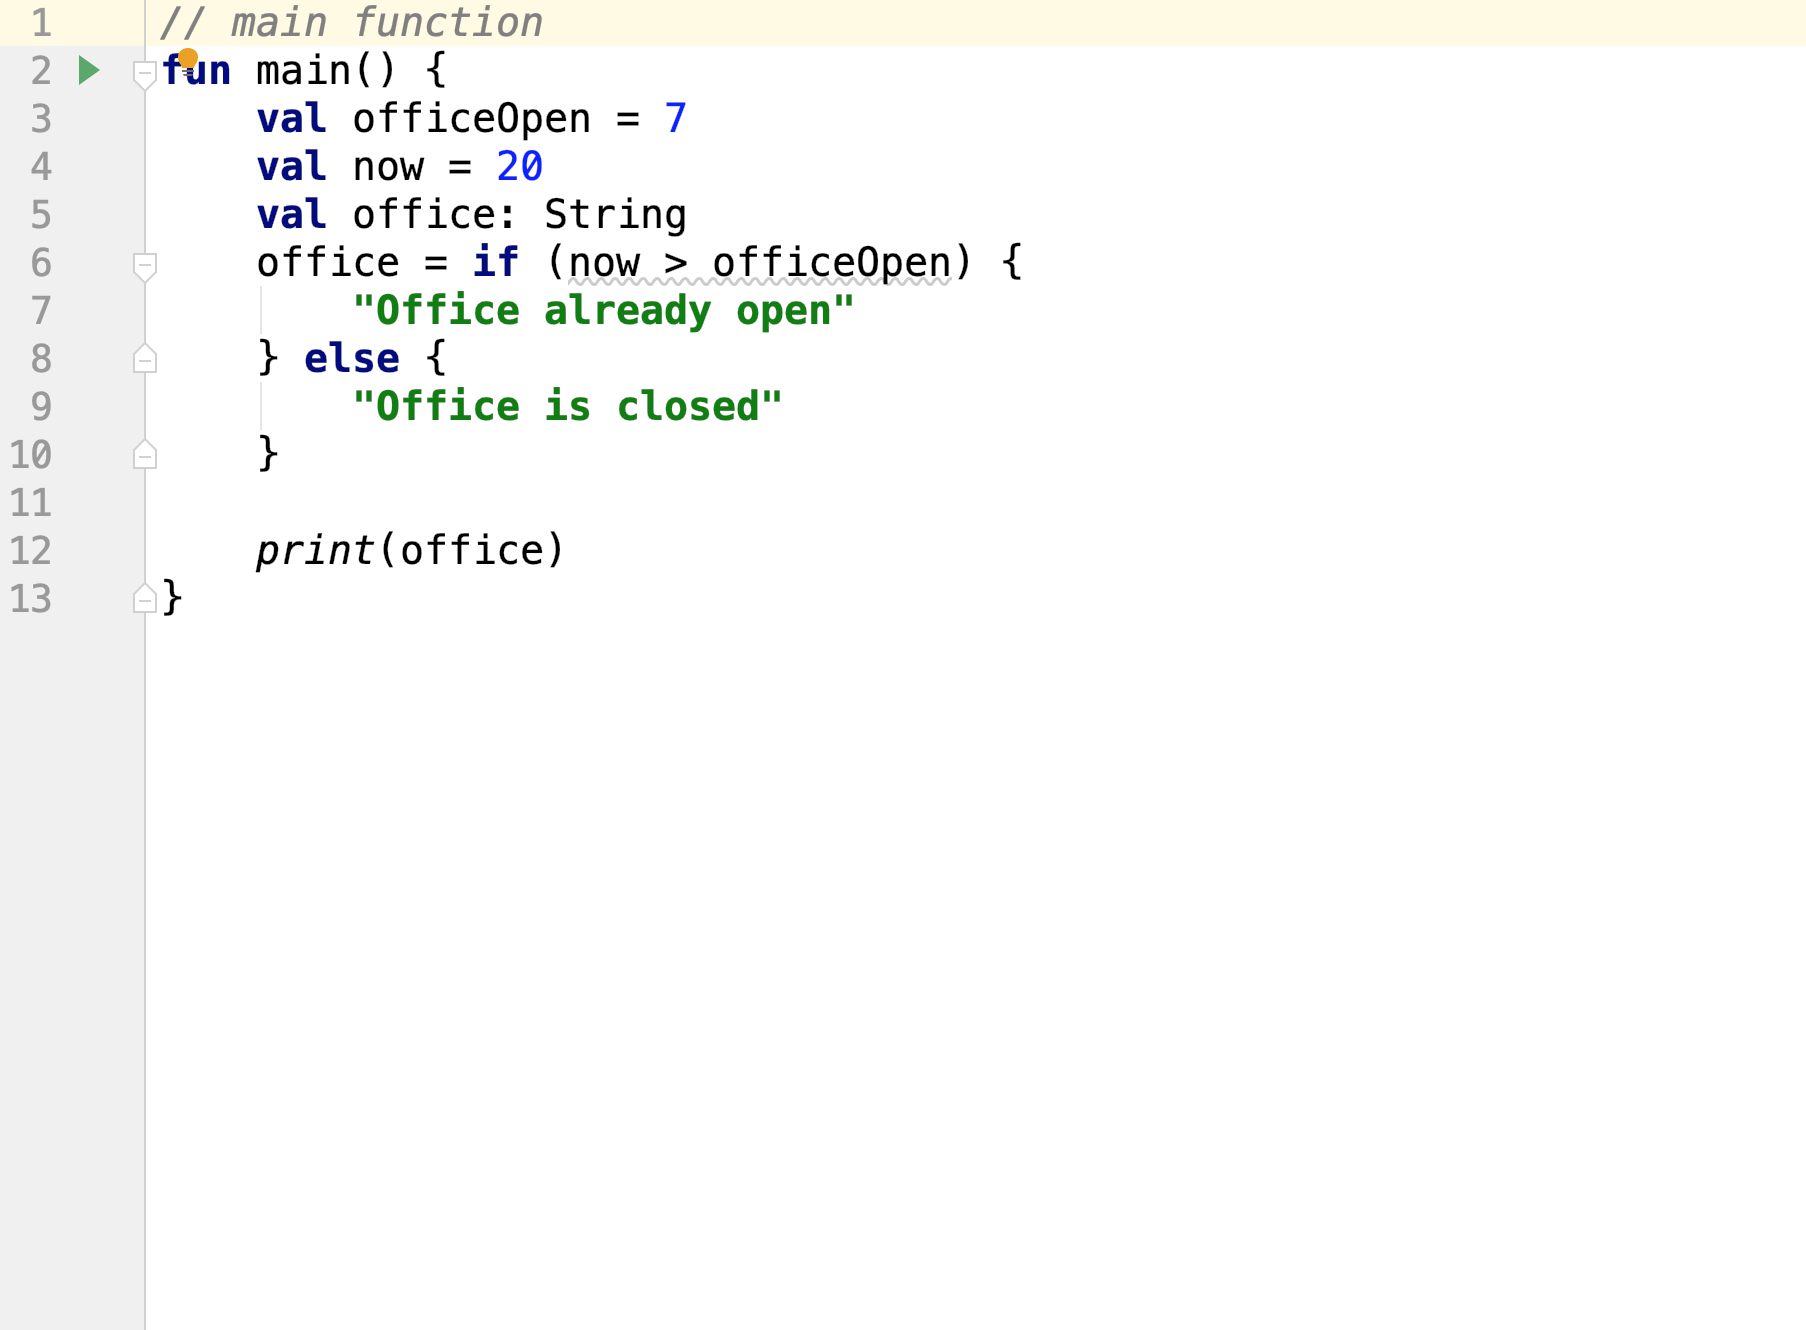 1 // main function
2 fun main() {
3 val officeOpen = 7
4 val now = 20
5 val office: String
6 office = if (now > officeOpen) {
7 "Office already open"
8 } else {
9 "Office is closed"
10 }
11
12 print(office)
13 }